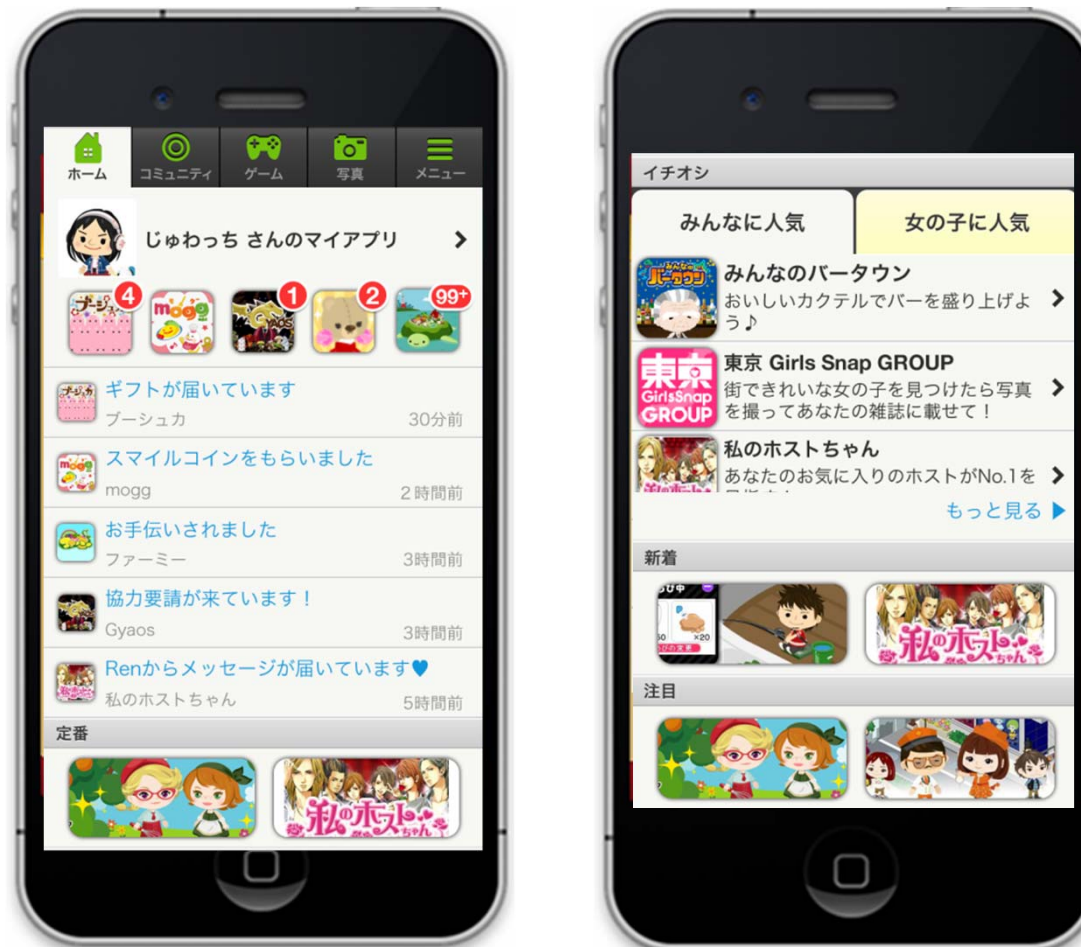 ホーム
コミュニティ
ゲーム
写真
メニュー
じゅわっち さんのマイアプリ
4
mogg
1
2
99+
ギフトが届いています
ブーシュカ
30分前
スマイルコインをもらいました
mogg
2時間前
お手伝いされました
ファーミー
3時間前
協力要請が来ています！
Gyaos
3時間前
Renからメッセージが届いています♥
私のホストちゃん
5時間前
定番
私のホストちゃん
イチオシ
みんなに人気
女の子に人気
みんなの
バータウン
みんなのバータウン
おいしいカクテルでバーを盛り上げよ
う♪
東京
GirlsSnap
GROUP
東京 Girls Snap GROUP
街できれいな女の子を見つけたら写真
を撮ってあなたの雑誌に載せて！
私のホストちゃん
あなたのお気に入りのホストがNo.1を
もっと見る
新着
×20
私のホストちゃん
注目